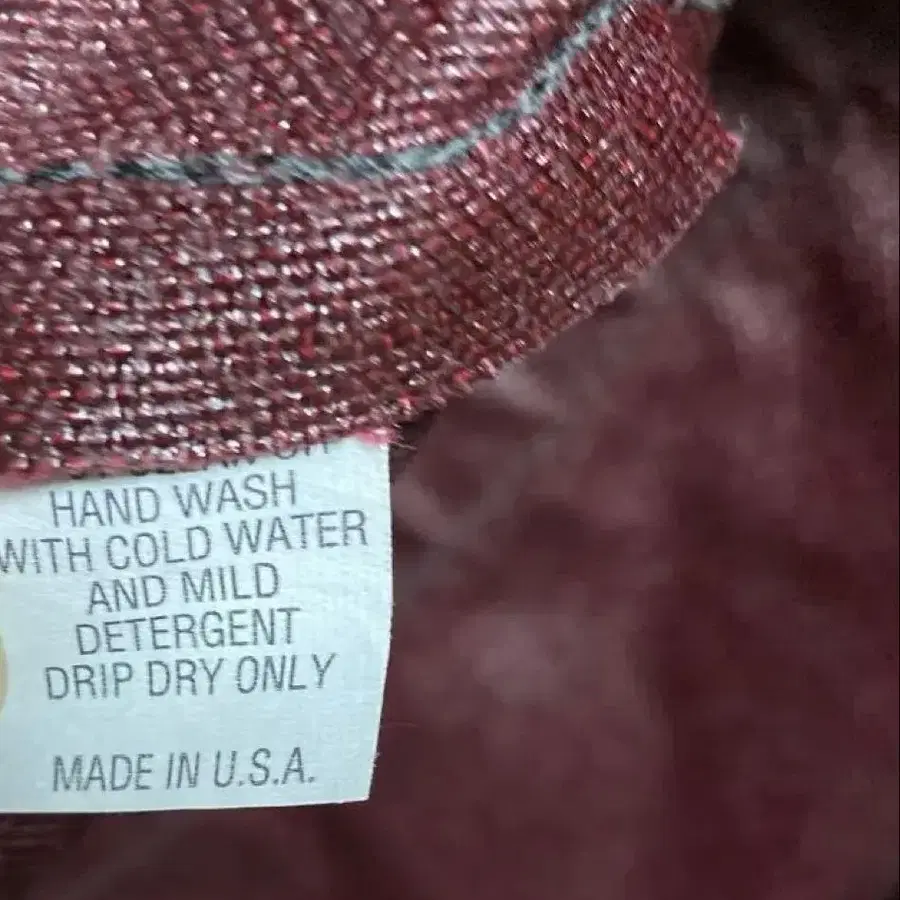 HAND WASH
WITH COLD WATER
AND MILD
DETERGENT
DRIP DRY ONLY
MADE IN U.S.A.